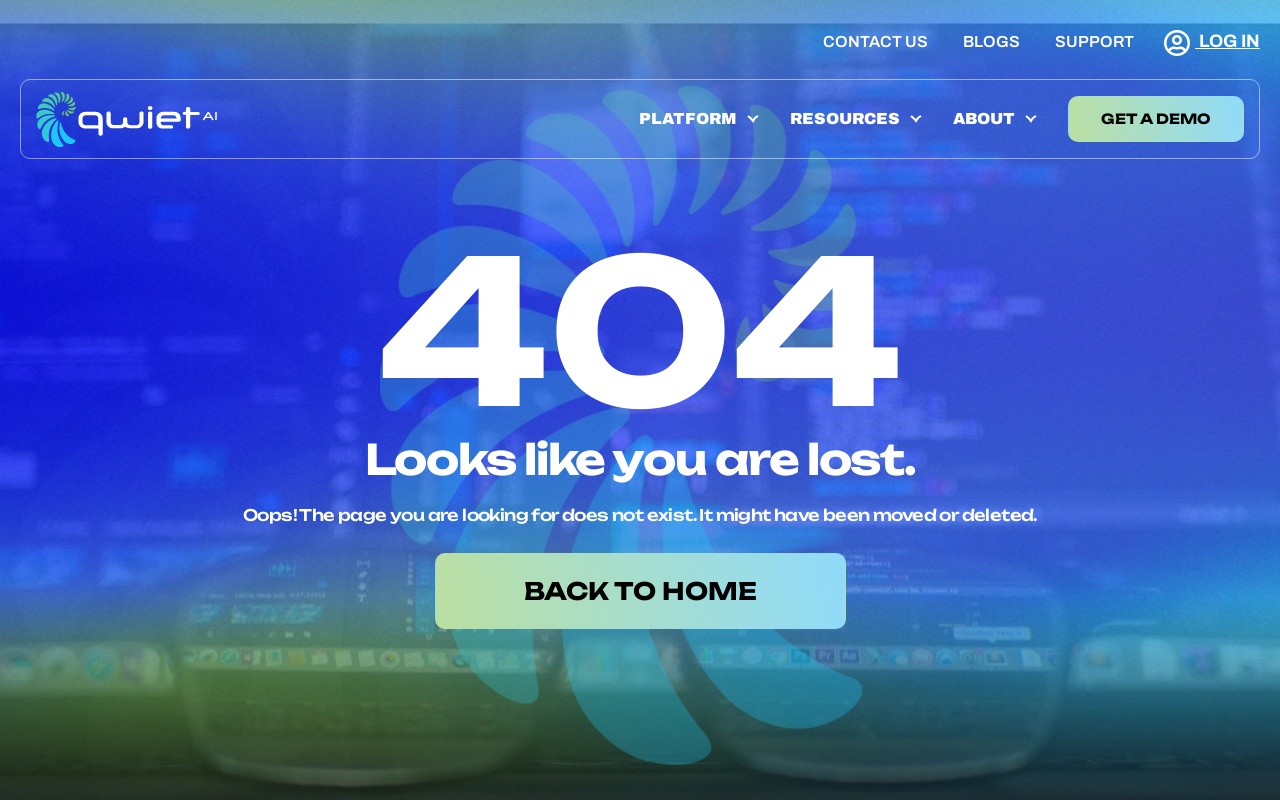 CONTACT US BLOGS SUPPORT LOG IN
qwiet AI PLATFORM RESOURCES ABOUT GET A DEMO
404
Looks like you are lost.
Oops! The page you are looking for does not exist. It might have been moved or deleted.
BACK TO HOME